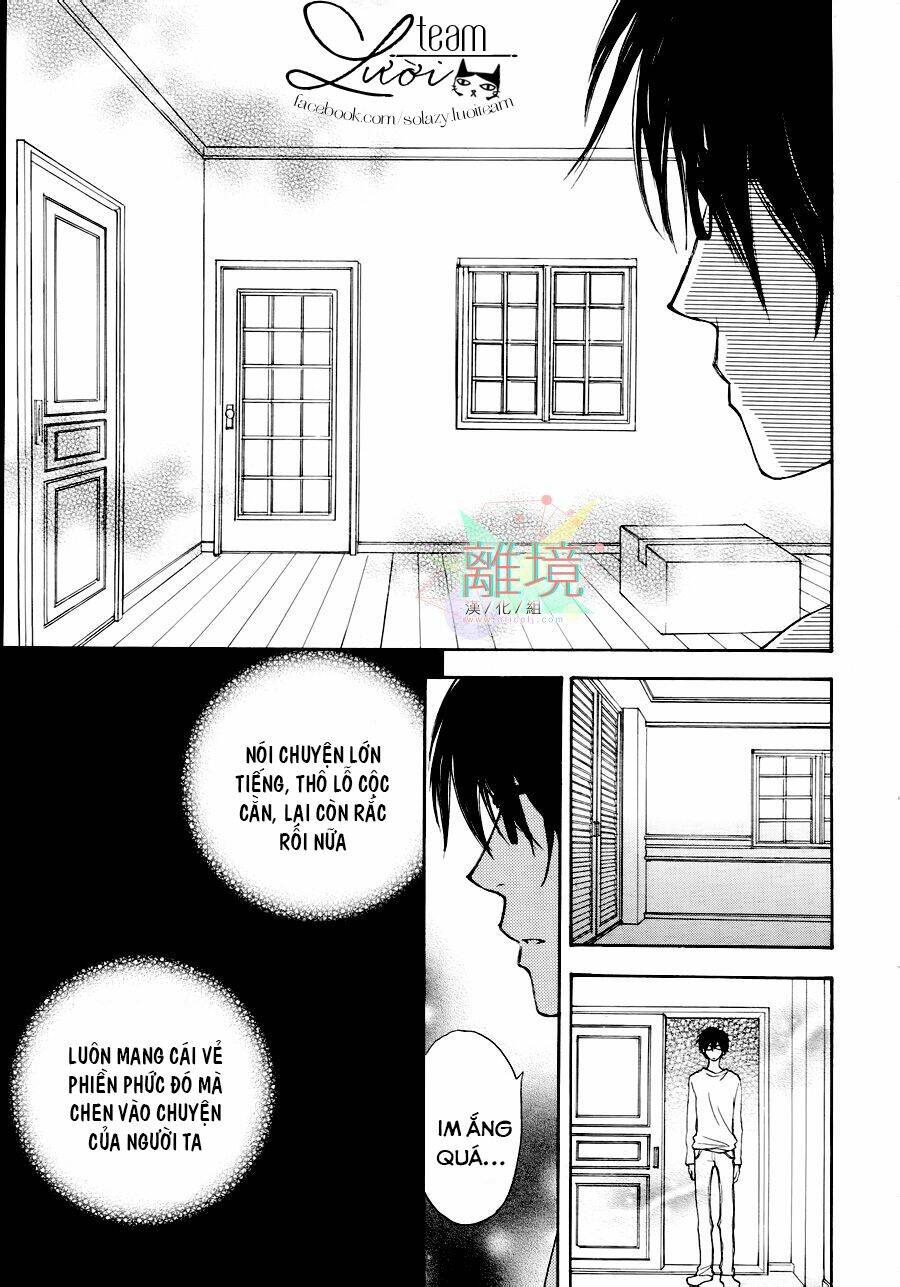 team
Lười
facebook.com/solazy.luoiteam
離境
漢/化/組
IM ẮNG
QUÁ...
NÓI CHUYỆN LỚN
TIẾNG, THÔ LỖ CỘC
CẰN, LẠI CÒN RẮC
RỐI NỮA
LUÔN MANG CÁI VẺ
PHIỀN PHỨC ĐÓ MÀ
CHEN VÀO CHUYỆN
CỦA NGƯỜI TA